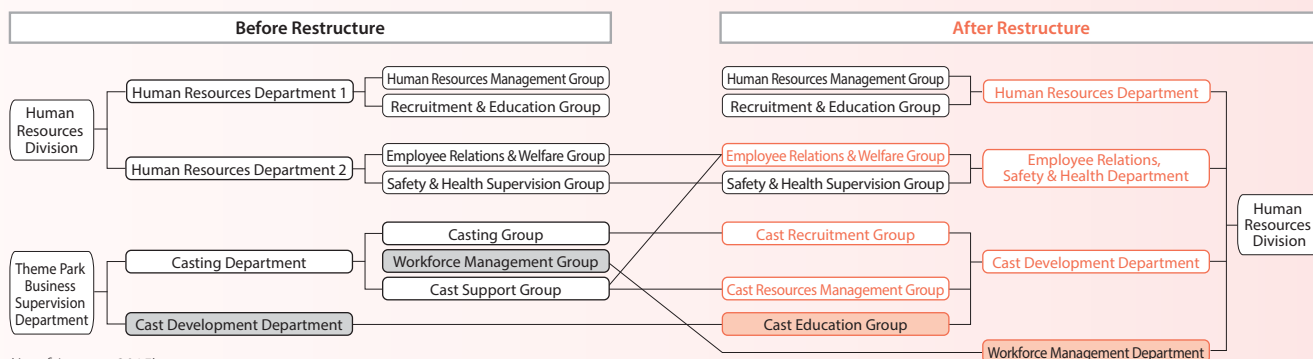 Before Restructure
Human
Resources
Division
Human Resources Department 1
Human Resources Management Group
Recruitment & Education Group
Human Resources Department 2
Employee Relations & Welfare Group
Safety & Health Supervision Group
Theme Park
Business
Supervision
Department
Casting Department
Casting Group
Workforce Management Group
Cast Support Group
Cast Development Department
After Restructure
Human Resources Management Group
Recruitment & Education Group
Human Resources Department
Employee Relations & Welfare Group
Safety & Health Supervision Group
Employee Relations,
Safety & Health Department
Cast Recruitment Group
Cast Resources Management Group
Cast Education Group
Cast Development Department
Workforce Management Department
Human
Resources
Division